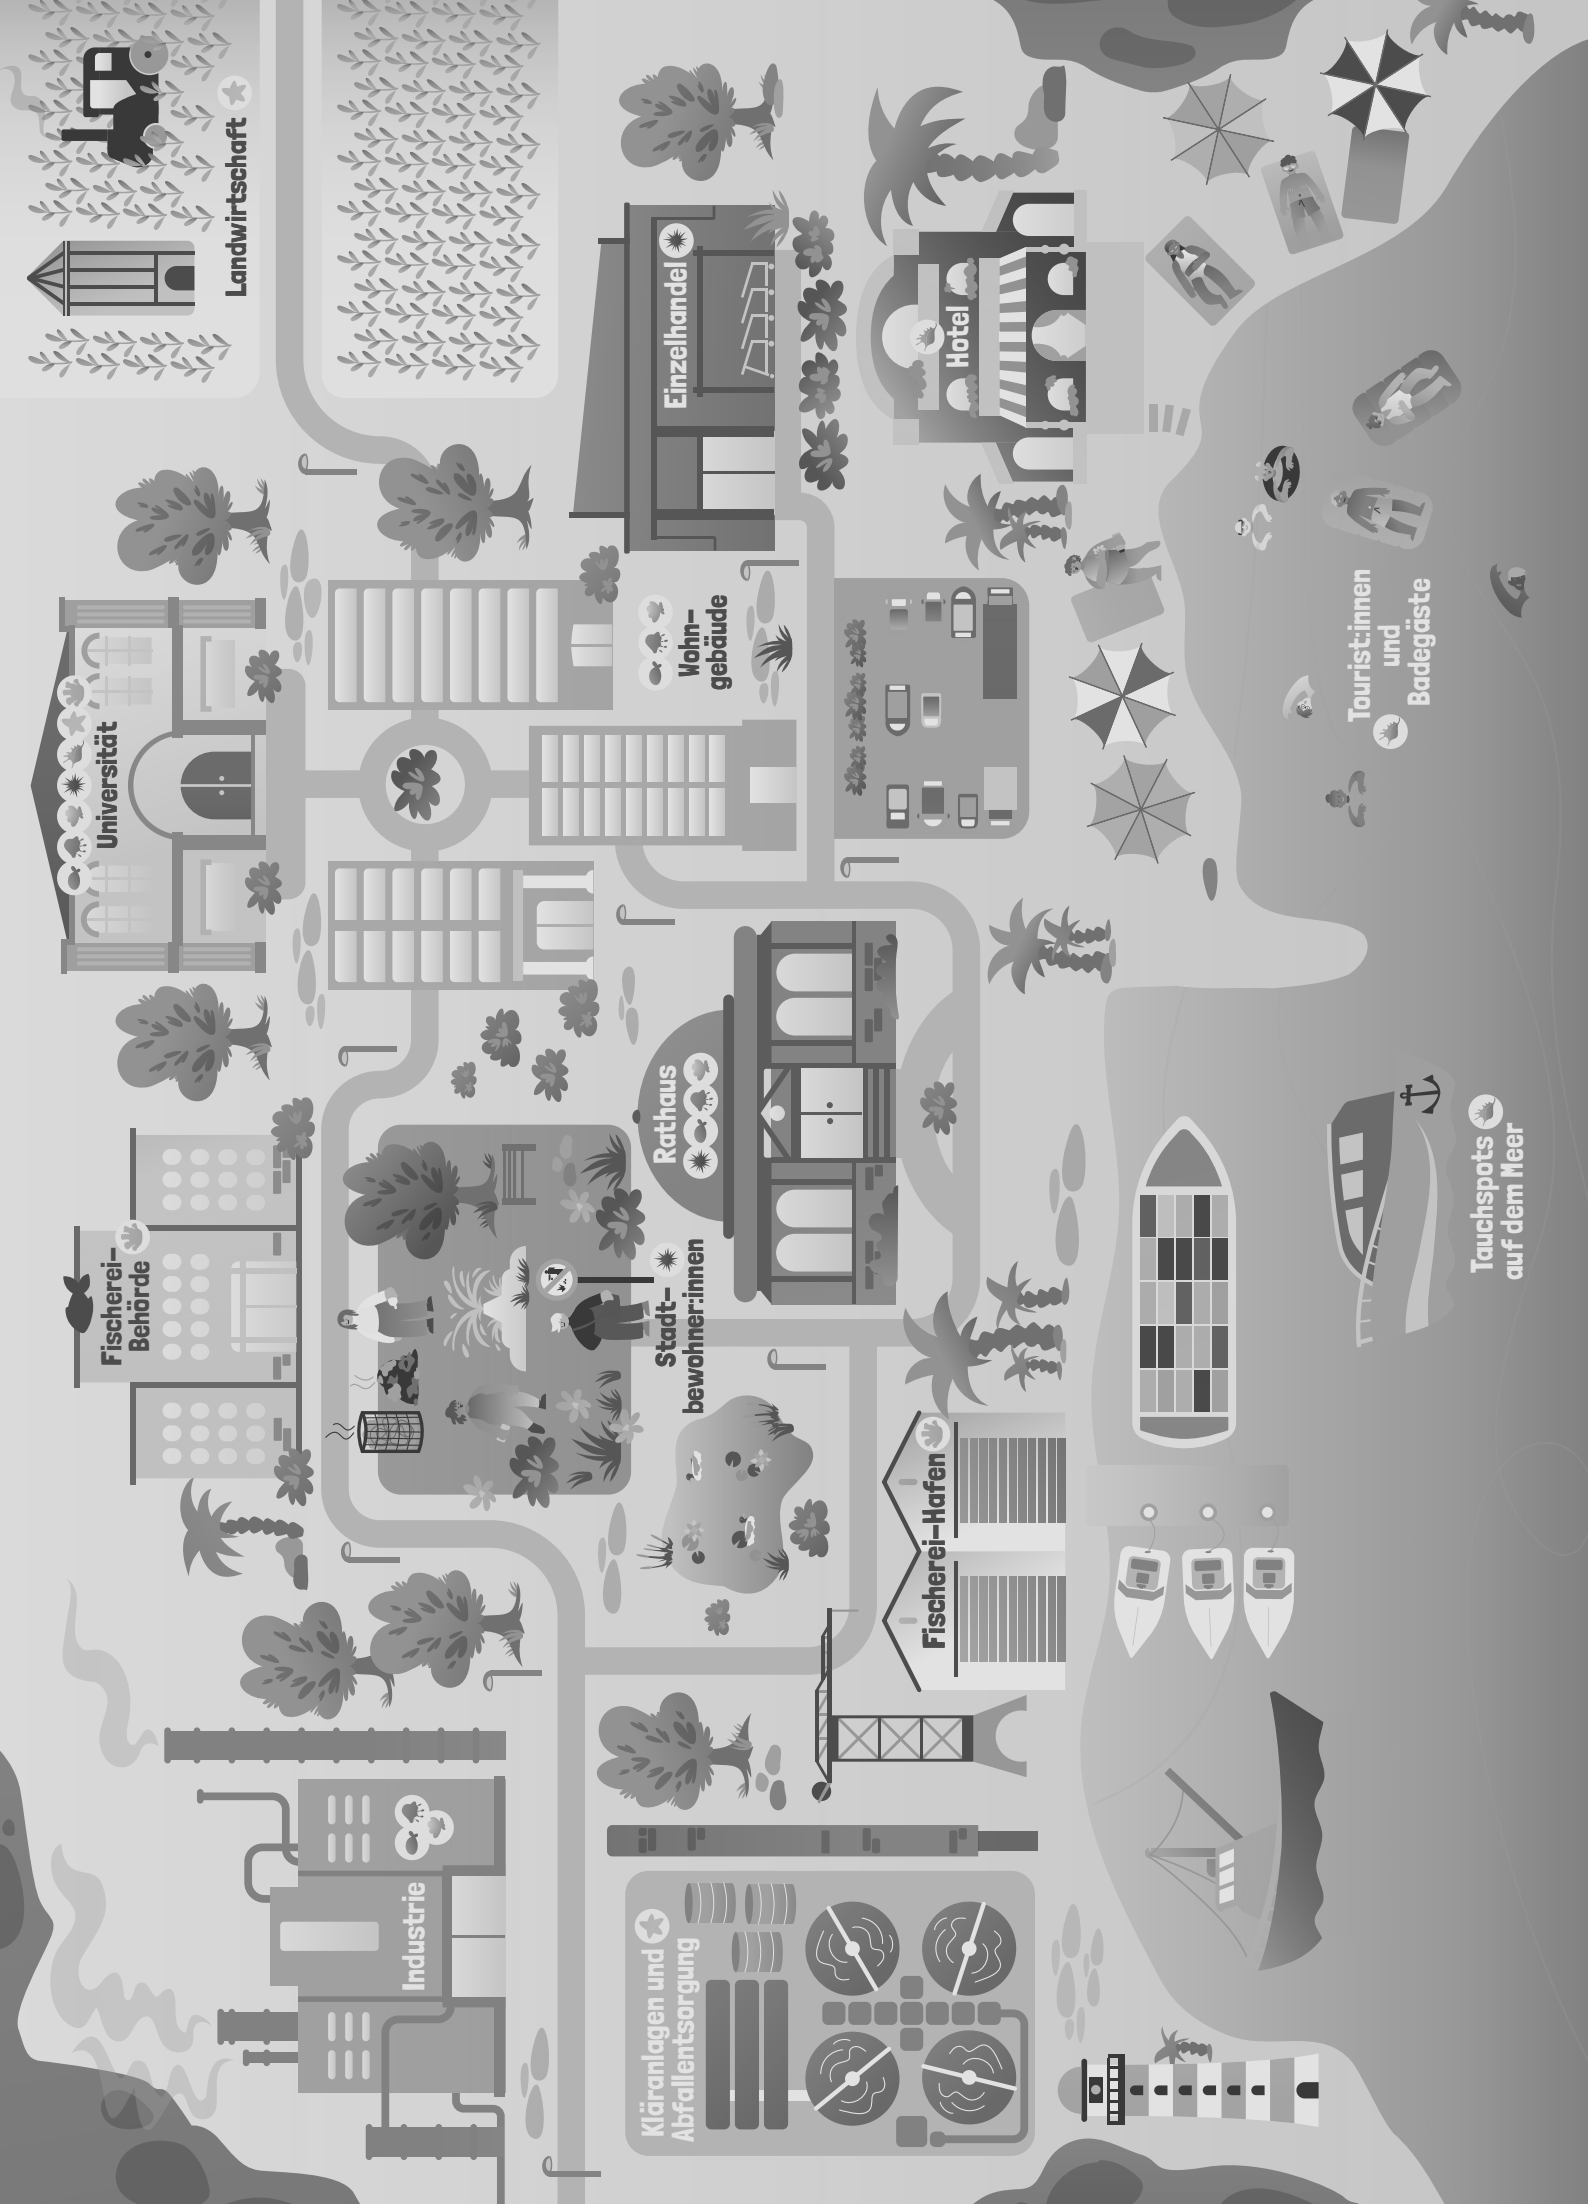 Industrie
Kläranlagen und
Abfallentsorgung
Fischerei-
Behörde
Stadt-
bewohner:innen
Fischerei-Hafen
Rathaus
Tauchspots
auf dem Meer
Universität
Wohn-
gebäude
Tourist:innen
und
Badegäste
Landwirtschaft
Einzelhandel
Hotel